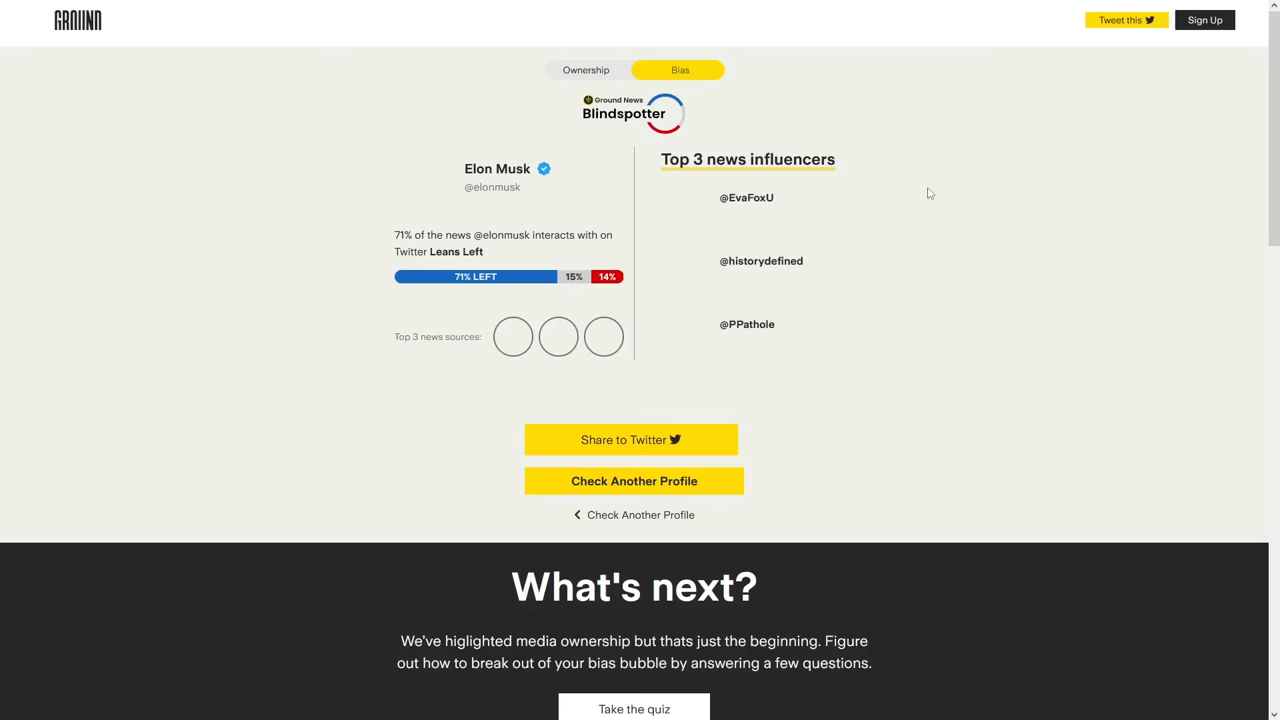 GROUND
Tweet this
Sign Up
Ownership
Bias
Ground News
Blindspotter
Elon Musk
@elonmusk
71% of the news @elonmusk interacts with on
Twitter Leans Left
71% LEFT
15%
14%
Top 3 news sources:
Top 3 news influencers
@EvaFoxU
@historydefined
@PPathole
Share to Twitter
Check Another Profile
Check Another Profile
What's next?
We've higlighted media ownership but thats just the beginning. Figure
out how to break out of your bias bubble by answering a few questions.
Take the quiz